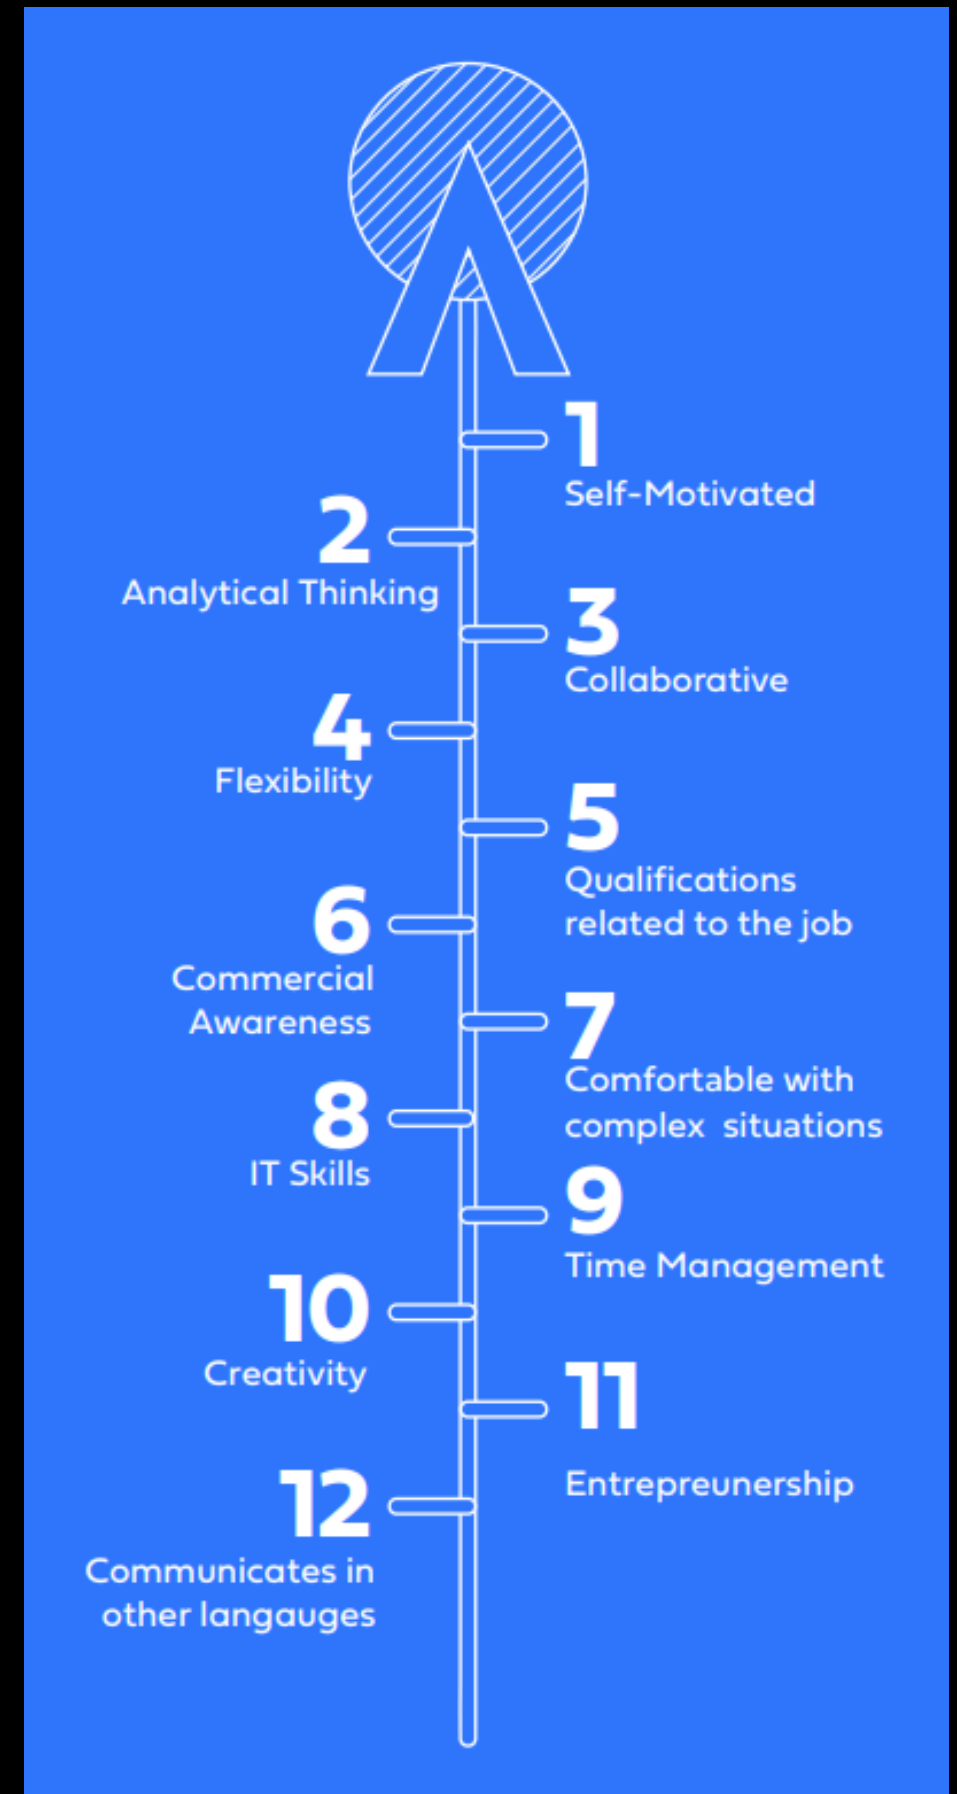 1
Self-Motivated
2
Analytical Thinking
3
Collaborative
4
Flexibility
5
Qualifications
related to the job
6
Commercial
Awareness
7
Comfortable with
complex situations
8
IT Skills
9
Time Management
10
Creativity
11
Entrepreunership
12
Communicates in
other langauges